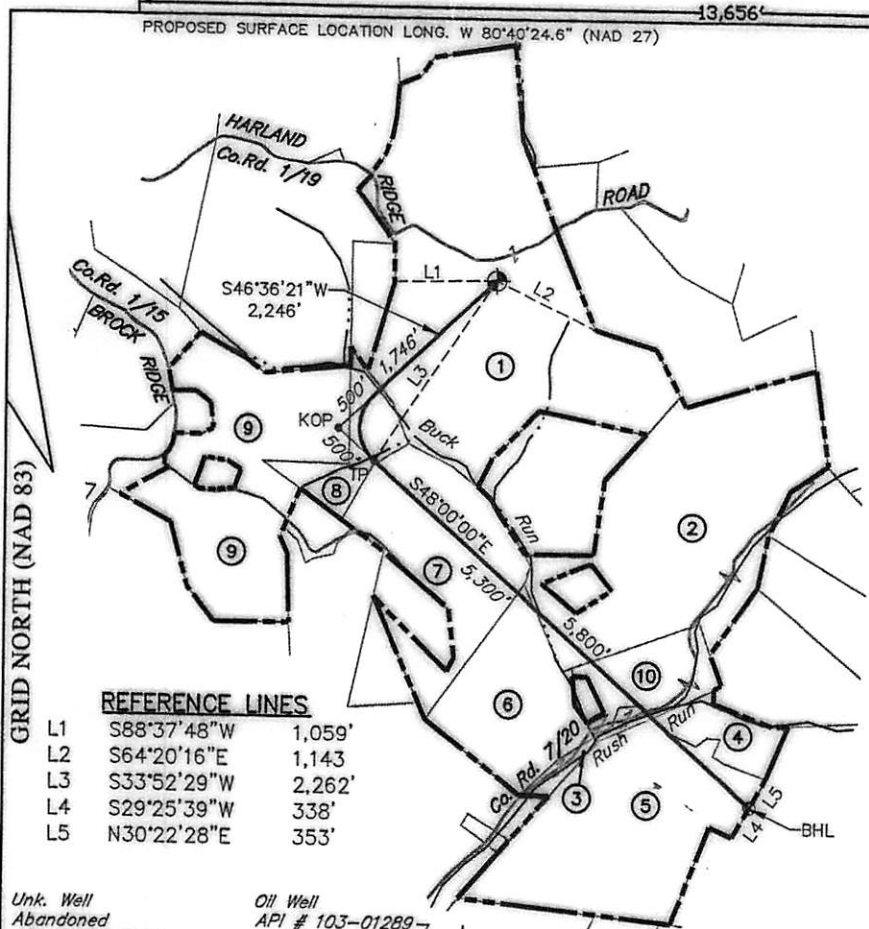 13,656'
PROPOSED SURFACE LOCATION LONG. W 80°40'24.6" (NAD 27)
HARLAND
Co.Rd. 1/19
RIDGE
ROAD
L1
L2
S46°36'21"W
2,246'
Co.Rd. 1/15
BROCK
RIDGE
1,746'
L3
1
500'
KOP
500'
TP
Buck
Run
9
8
9
S48°00'00"E
5,300'
2
7
5,800'
10
6
Co. Rd. 7/20
Rush
Run
4
3
5
L5
L4
BHL
GRID NORTH (NAD 83)
REFERENCE LINES
L1 S88°37'48"W 1,059'
L2 S64°20'16"E 1,143
L3 S33°52'29"W 2,262'
L4 S29°25'39"W 338'
L5 N30°22'28"E 353'
Unk. Well
Abandoned
Oil Well
API # 103-01289